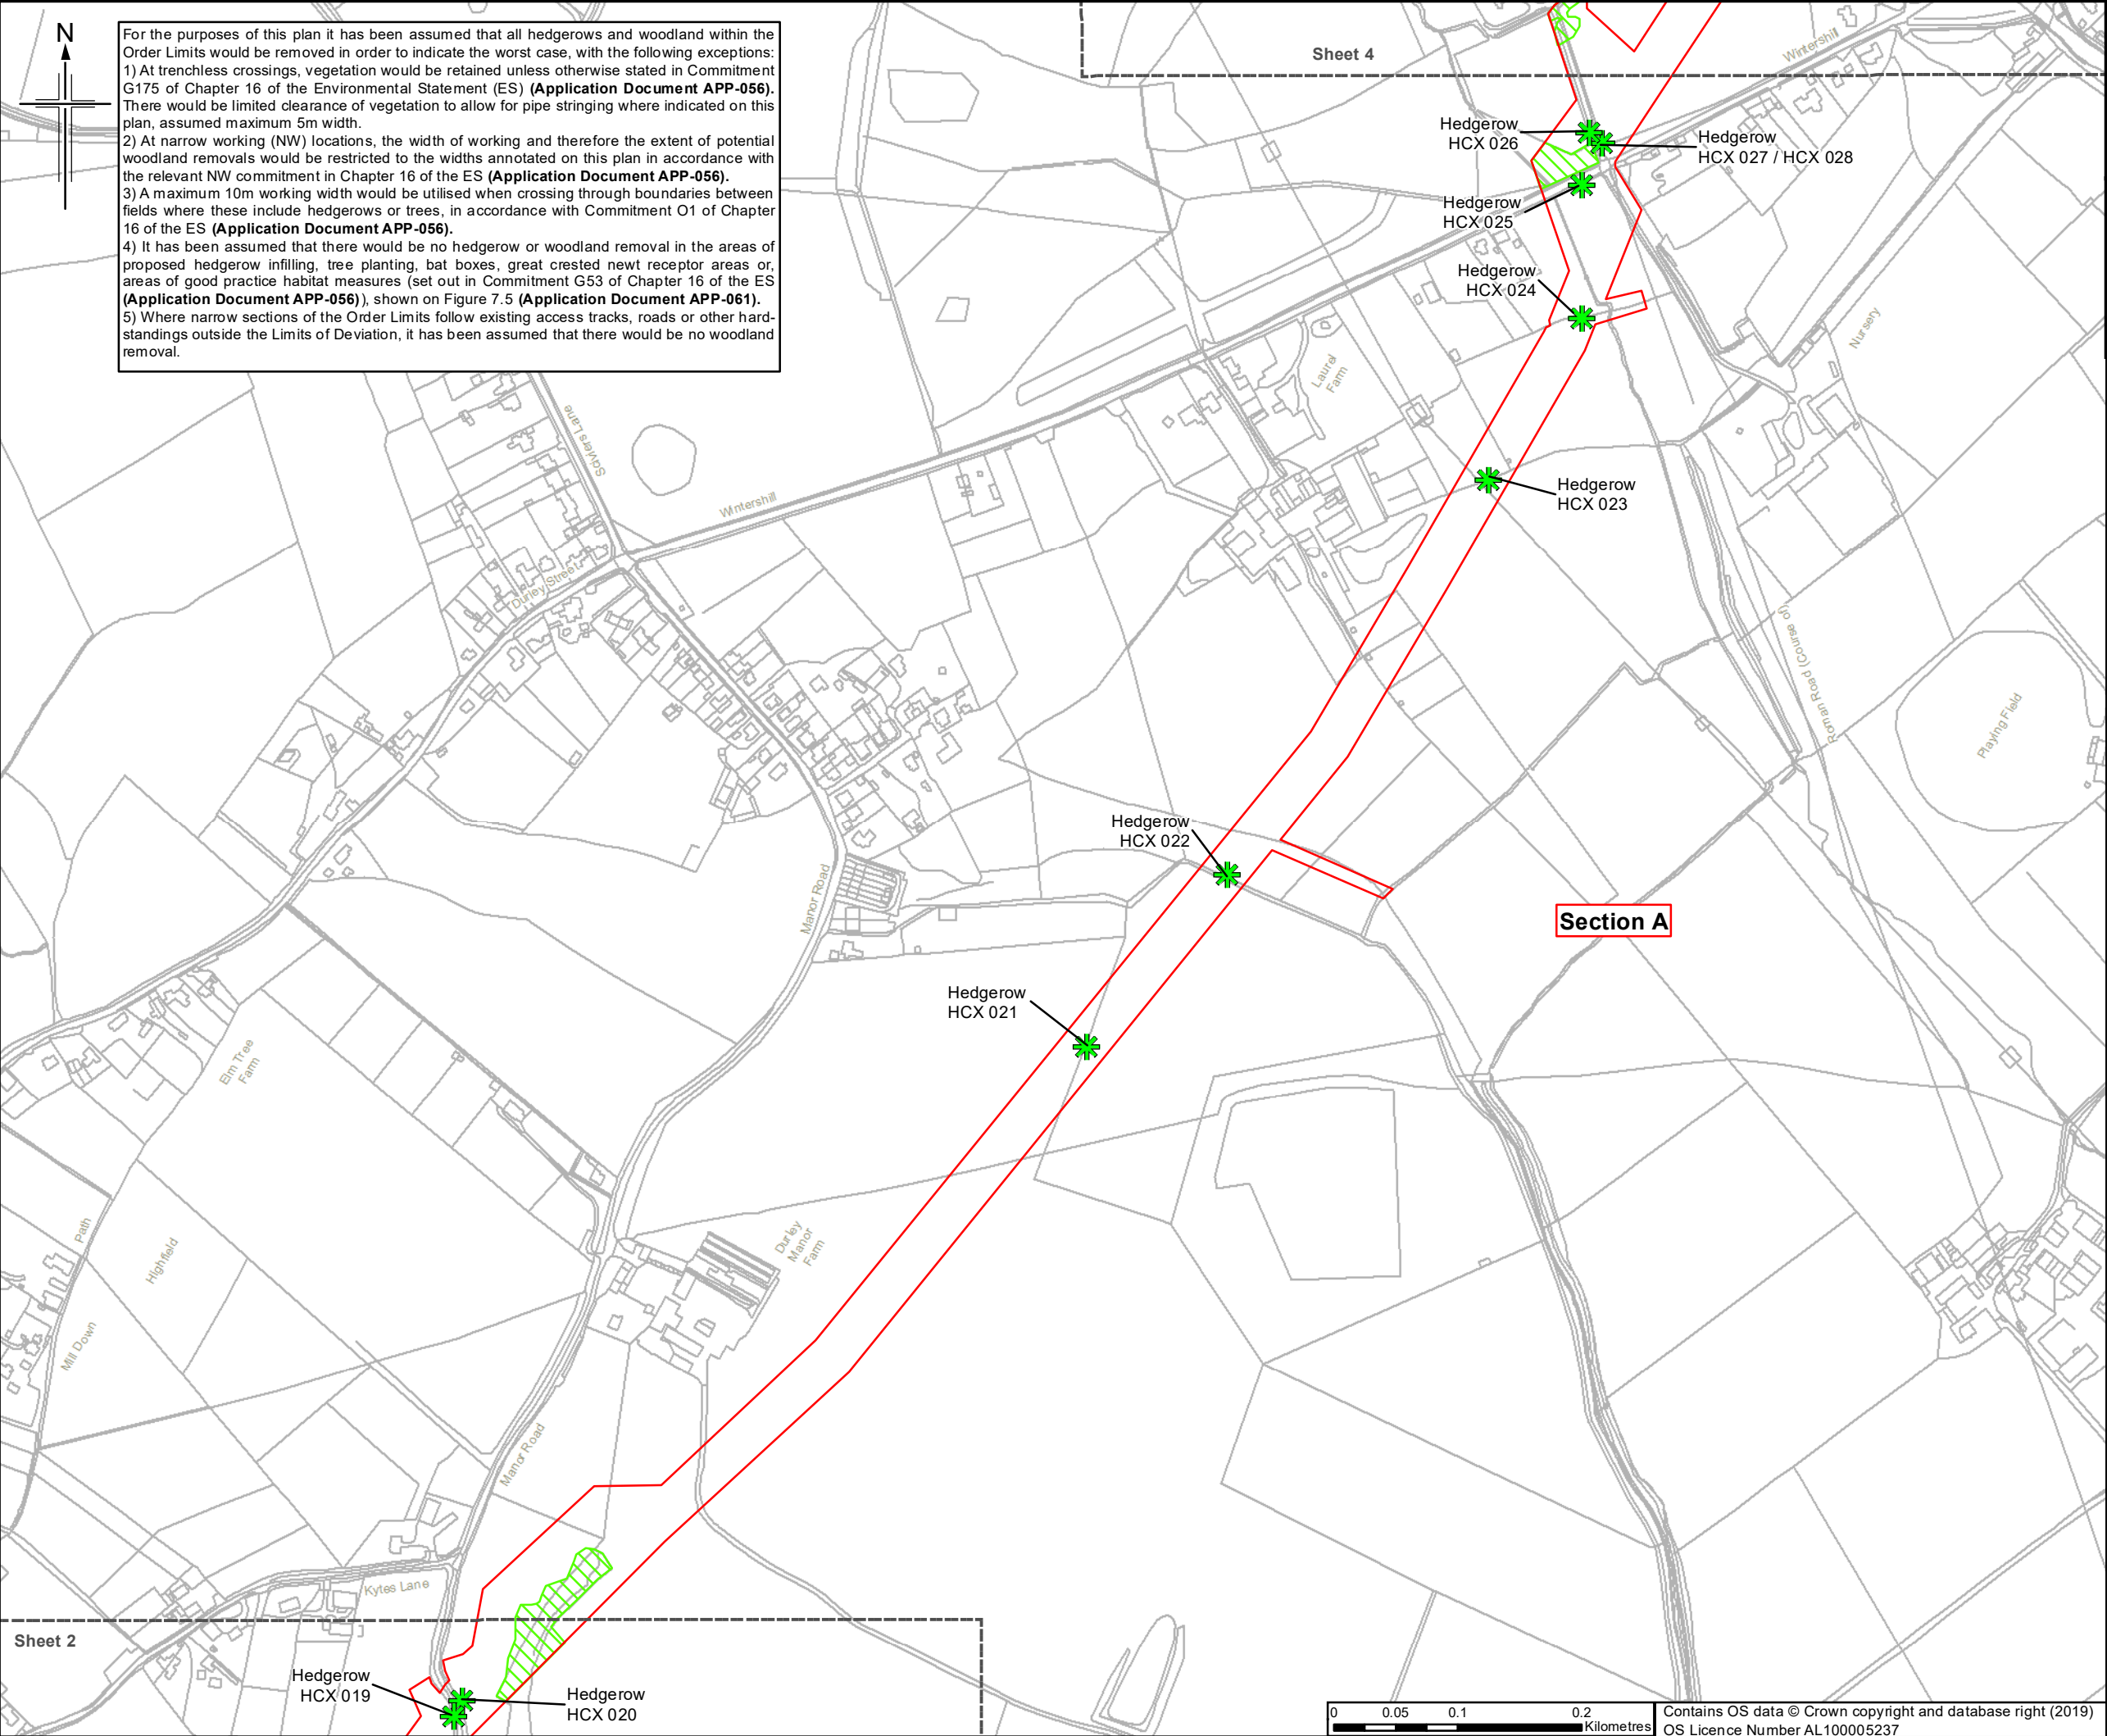 N
For the purposes of this plan it has been assumed that all hedgerows and woodland within the
Order Limits would be removed in order to indicate the worst case, with the following exceptions:
1) At trenchless crossings, vegetation would be retained unless otherwise stated in Commitment
G175 of Chapter 16 of the Environmental Statement (ES) (Application Document APP-056).
There would be limited clearance of vegetation to allow for pipe stringing where indicated on this
plan, assumed maximum 5m width.
2) At narrow working (NW) locations, the width of working and therefore the extent of potential
woodland removals would be restricted to the widths annotated on this plan in accordance with
the relevant NW commitment in Chapter 16 of the ES (Application Document APP-056).
3) A maximum 10m working width would be utilised when crossing through boundaries between
fields where these include hedgerows or trees, in accordance with Commitment O1 of Chapter
16 of the ES (Application Document APP-056).
4) It has been assumed that there would be no hedgerow or woodland removal in the areas of
proposed hedgerow infilling, tree planting, bat boxes, great crested newt receptor areas or,
areas of good practice habitat measures (set out in Commitment G53 of Chapter 16 of the ES
(Application Document APP-056)), shown on Figure 7.5 (Application Document APP-061).
5) Where narrow sections of the Order Limits follow existing access tracks, roads or other hard-
standings outside the Limits of Deviation, it has been assumed that there would be no woodland
removal.
Sheet 4
Wintershill
Hedgerow
HCX 026
Hedgerow
HCX 027 / HCX 028
Hedgerow
HCX 025
Hedgerow
HCX 024
Nursery
Laurel
Farm
Sawers Lane
Wintershill
Hedgerow
HCX 023
Durley Street
Roman Road (Course of)
Playing Field
Hedgerow
HCX 022
Manor Road
Section A
Hedgerow
HCX 021
Elm Tree
Farm
Path
Highfield
Durley
Manor
Farm
Mill Down
Manor Road
Kytes Lane
Sheet 2
Hedgerow
HCX 019
Hedgerow
HCX 020
0 0.05 0.1 0.2
Kilometres
Contains OS data © Crown copyright and database right (2019)
OS Licence Number AL100005237